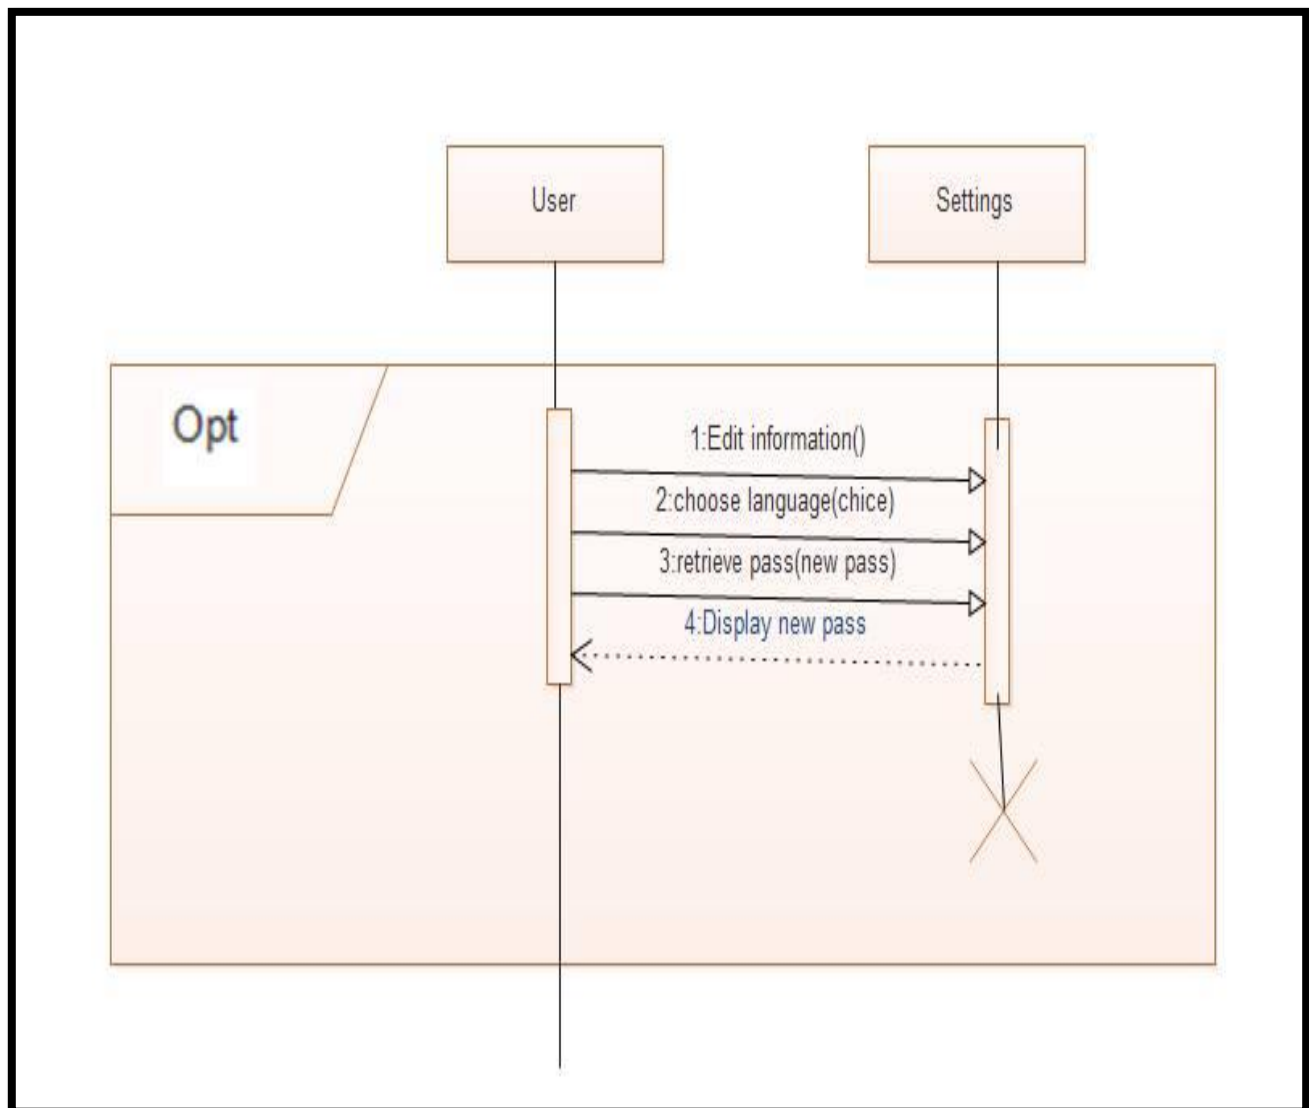 User
Settings
Opt
1:Edit information()
2:choose language(chice)
3:retrieve pass(new pass)
4:Display new pass